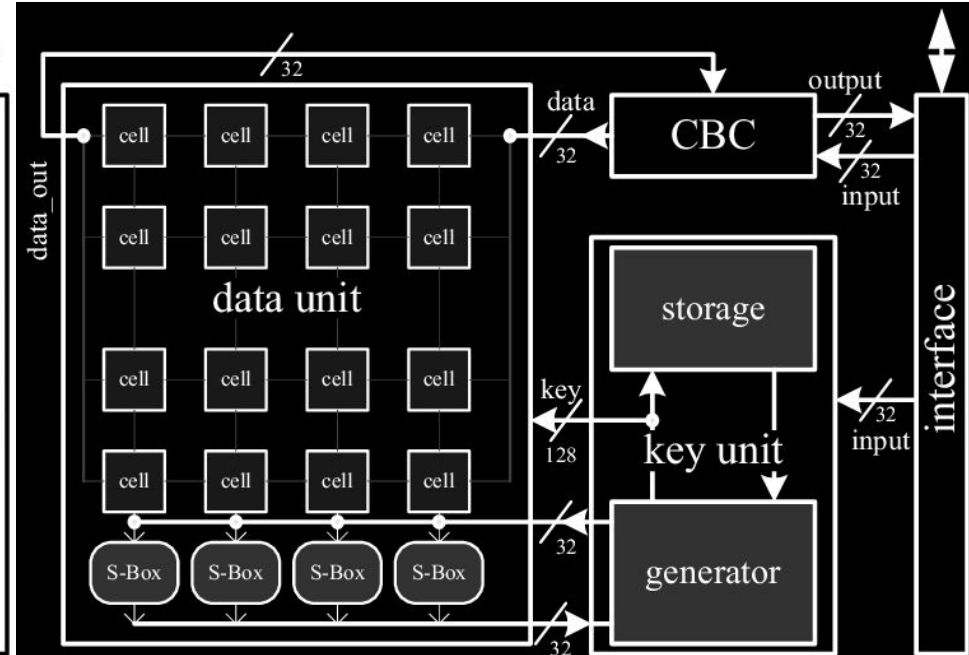 32
output
data
CBC
32
32
32
input
cell cell cell cell
data_out
cell cell cell cell
data unit
storage
interface
cell cell cell cell
key
128
32
input
key unit
cell cell cell cell
32
S-Box S-Box S-Box S-Box
generator
32